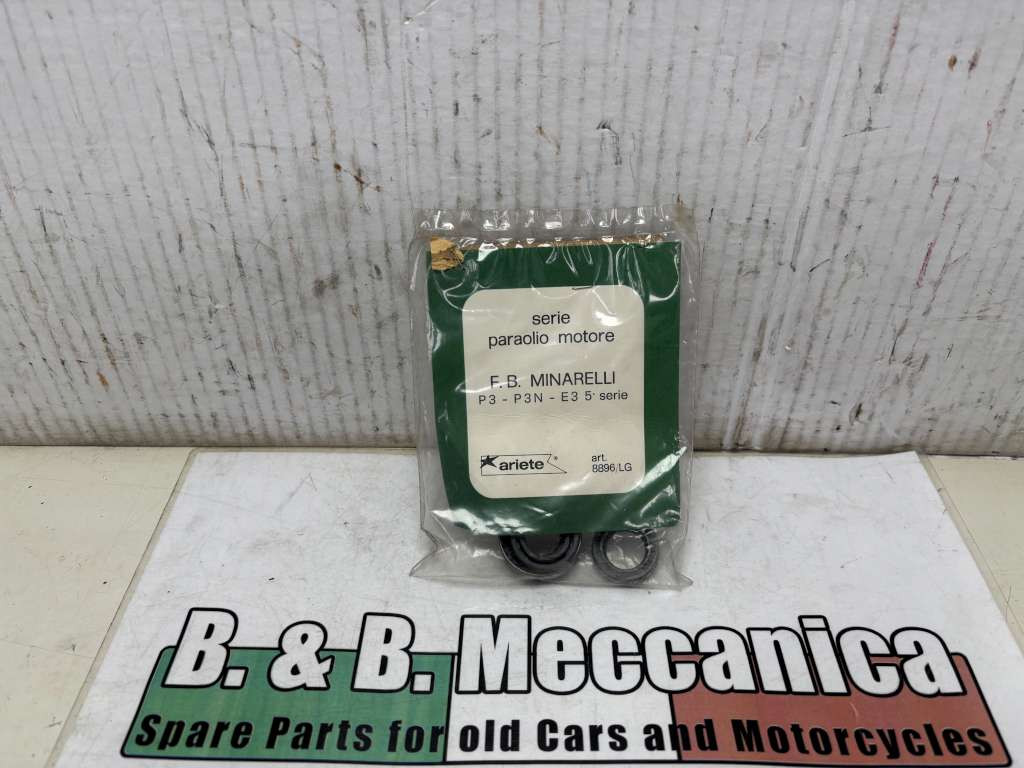 serie
paraolio motore
F.B. MINARELLI
P3 - P3N - E3 5ª serie
ariete®
art.
8896/LG
B. & B. Meccanica
Spare Parts for old Cars and Motorcycles